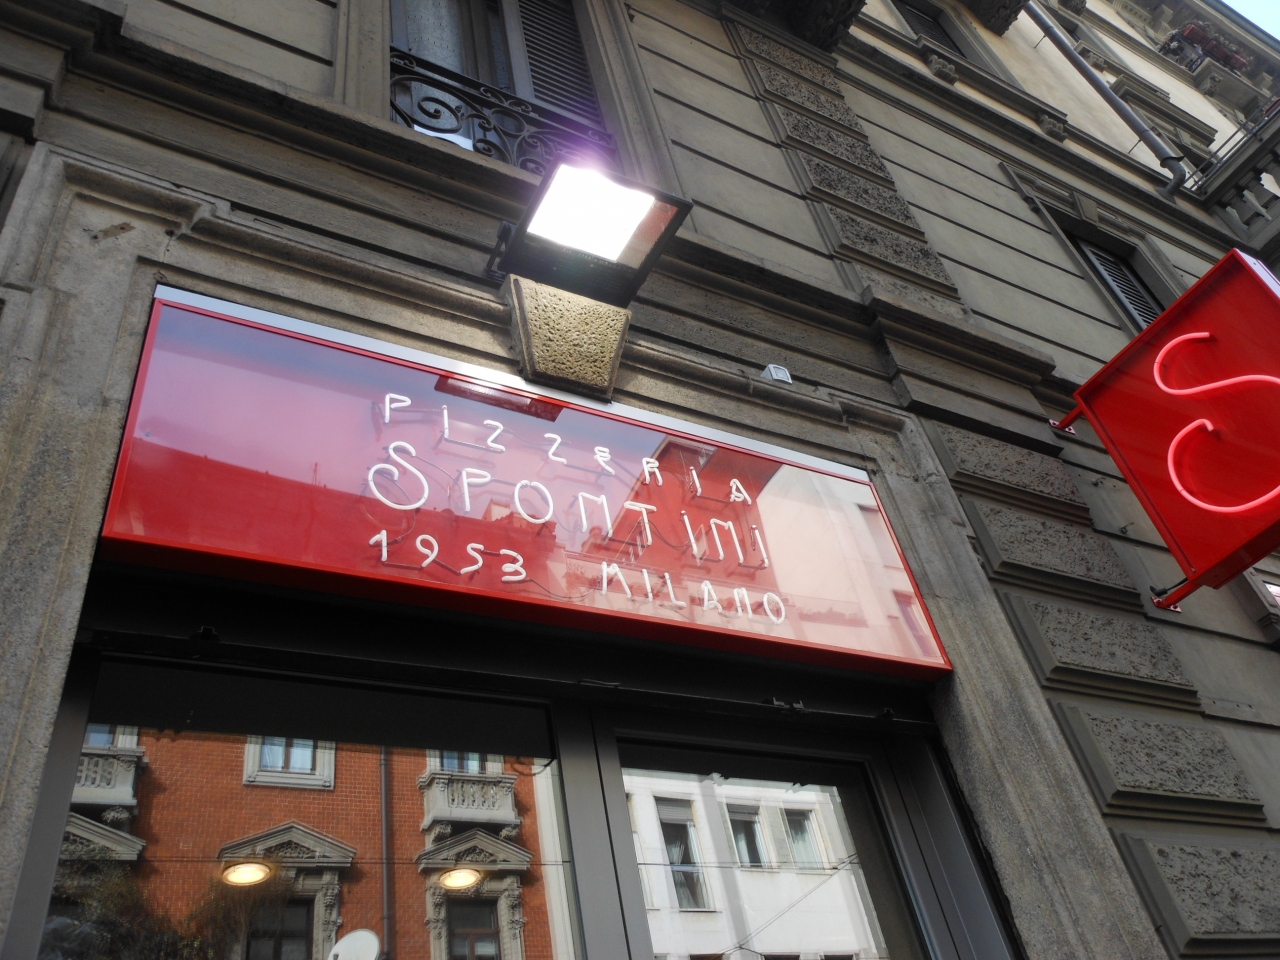 PIZZERIA
SPONTINI
1953 MILANO
S